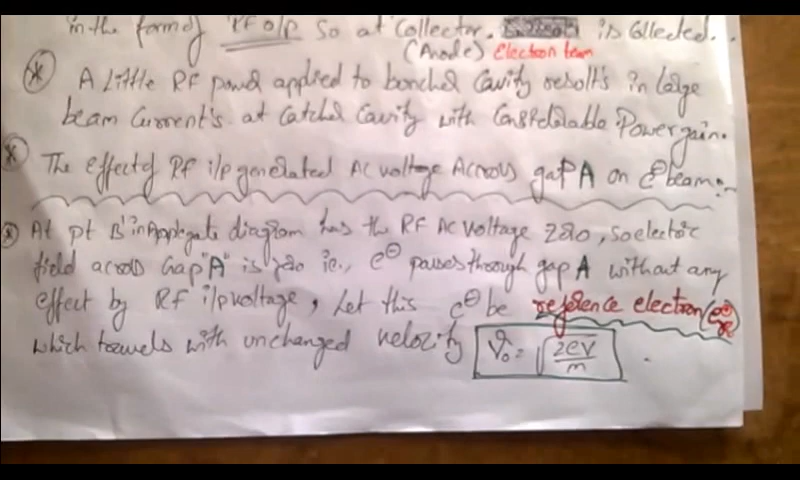 in the form of RF o/p So at Collector. is Collected.
(Anode) Electron beam
A Little RF power applied to buncher Cavity results in large
beam Current's at Catcher Cavity with Considerable Power gain.
The effect of RF i/p generated AC voltage Across gap A on e⊖ beam:-
At pt B in Applegate diagram has the RF AC voltage zero, so electric
field across Gap "A" is zero ie., e⊖ passes through gap A without any
effect by RF i/p voltage, Let this e⊖ be reference electron (e⊖R)
which travels with unchanged velocity V₀ = √2eV/m